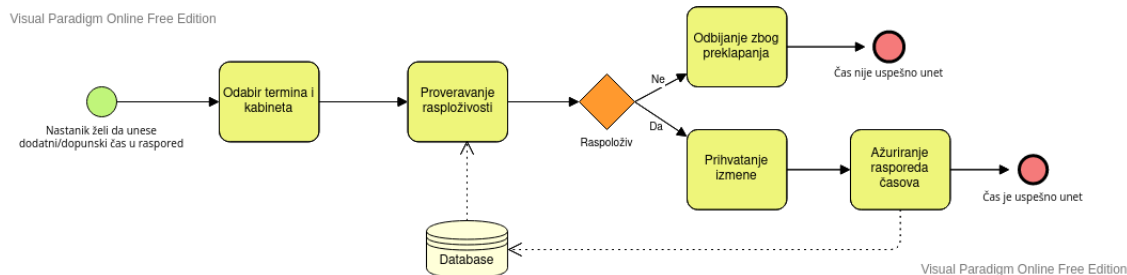 Visual Paradigm Online Free Edition
Nastanik želi da unese
dodatni/dopunski čas u raspored
Odabir termina i
kabineta
Proveravanje
rasploživosti
Raspoloživ
Ne
Da
Odbijanje zbog
preklapanja
Čas nije uspešno unet
Prihvatanje
izmene
Ažuriranje
rasporeda
časova
Čas je uspešno unet
Database
Visual Paradigm Online Free Edition